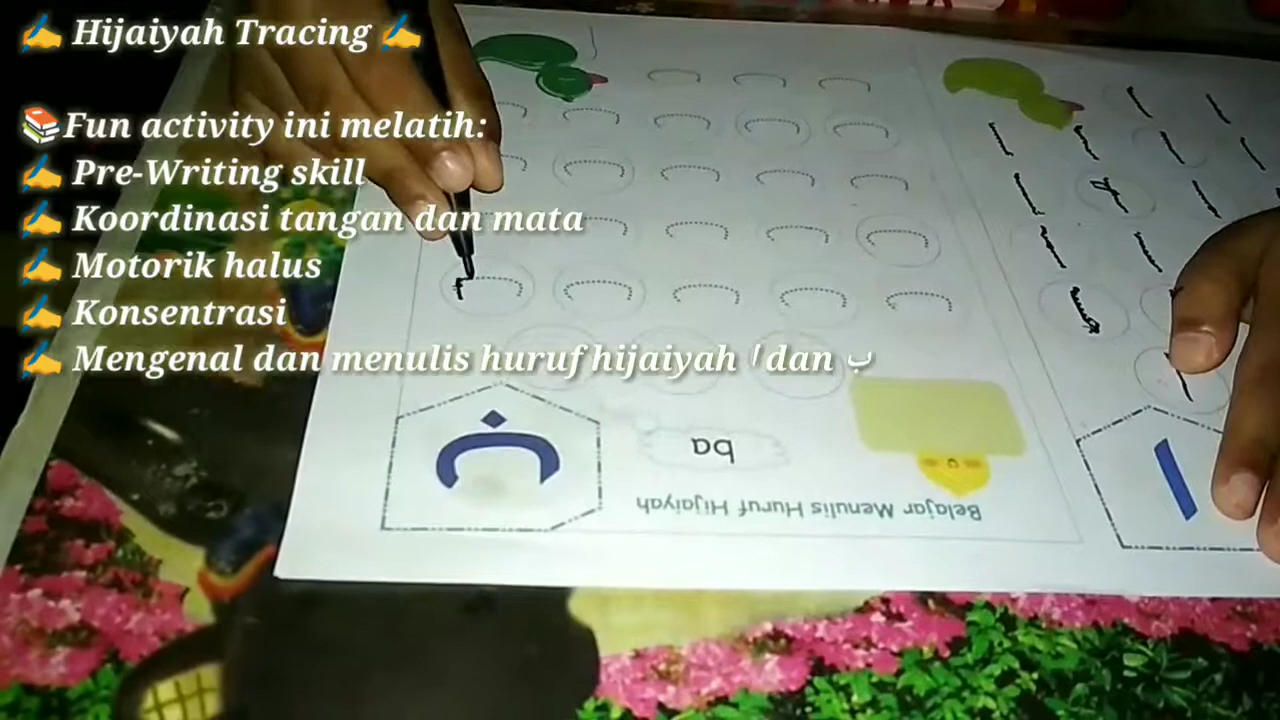 ✍️ Hijaiyah Tracing ✍️
📚Fun activity ini melatih:
✍️ Pre-Writing skill
✍️ Koordinasi tangan dan mata
✍️ Motorik halus
✍️ Konsentrasi
✍️ Mengenal dan menulis huruf hijaiyah ا dan ب
ب
ba
Belajar Menulis Huruf Hijaiyah
ا